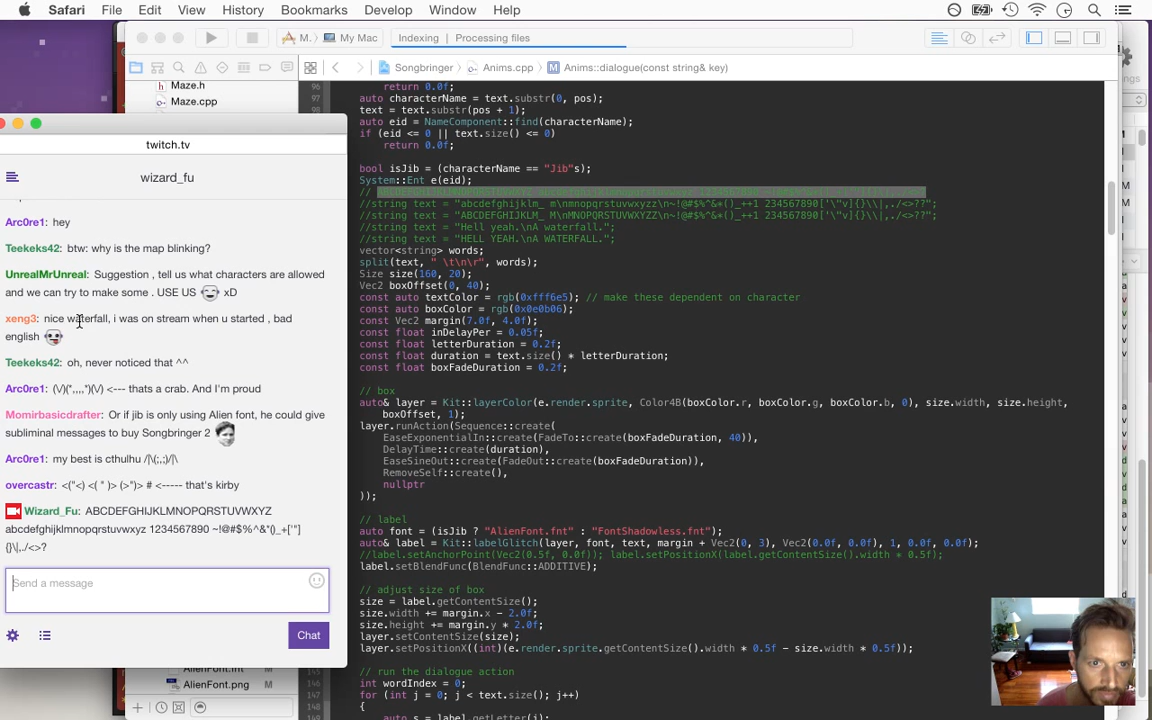 Safari File Edit View History Bookmarks Develop Window Help
M. My Mac Indexing | Processing files
Songbringer Anims.cpp Anims::dialogue(const string& key)
Maze.h
Maze.cpp
twitch.tv
wizard_fu
Arc0re1: hey
Teekeks42: btw: why is the map blinking?
UnrealMrUnreal: Suggestion , tell us what characters are allowed
and we can try to make some . USE US xD
xeng3: nice waterfall, i was on stream when u started , bad
english
Teekeks42: oh, never noticed that ^^
Arc0re1: (\/)(°,,,,°)(\/) <--- thats a crab. And I'm proud
Momirbasicdrafter: Or if jib is only using Alien font, he could give
subliminal messages to buy Songbringer 2
Arc0re1: my best is cthulhu /|\(;,;)/|\
overcastr: <("<) <( " )> (>")> # <----- that's kirby
Wizard_Fu: ABCDEFGHIJKLMNOPQRSTUVWXYZ
abcdefghijklmnopqrstuvwxyz 1234567890 ~!@#$%^&*()_+['"]
{}\|,./<>?
Send a message
Chat
AlienFont.fnt M
AlienFont.png M
96 return 0.0f;
97 auto characterName = text.substr(0, pos);
98 text = text.substr(pos + 1);
auto eid = NameComponent::find(characterName);
if (eid <= 0 || text.size() <= 0)
return 0.0f;
bool isJib = (characterName == "Jib"s);
System::Ent e(eid);
//
//string text = "abcdefghijklm_ m\nmnopqrstuvwxyzz\n~!@#$%^&*()_++1 234567890['\"v]{}\\|,./<>??";
//string text = "ABCDEFGHIJKLM_ M\nMNOPQRSTUVWXYZZ\n~!@#$%^&*()_++1 234567890['\"v]{}\\|,./<>??";
//string text = "Hell yeah.\nA waterfall.";
//string text = "HELL YEAH.\nA WATERFALL.";
vector<string> words;
split(text, " \t\n\r", words);
Size size(160, 20);
Vec2 boxOffset(0, 40);
const auto textColor = rgb(0xfff6e5); // make these dependent on character
const auto boxColor = rgb(0x0e0b06);
const Vec2 margin(7.0f, 4.0f);
const float inDelayPer = 0.05f;
const float letterDuration = 0.2f;
const float duration = text.size() * letterDuration;
const float boxFadeDuration = 0.2f;
// box
auto& layer = Kit::layerColor(e.render.sprite, Color4B(boxColor.r, boxColor.g, boxColor.b, 0), size.width, size.height,
boxOffset, 1);
layer.runAction(Sequence::create(
EaseExponentialIn::create(FadeTo::create(boxFadeDuration, 40)),
DelayTime::create(duration),
EaseSineOut::create(FadeOut::create(boxFadeDuration)),
RemoveSelf::create(),
nullptr
));
// label
auto font = (isJib ? "AlienFont.fnt" : "FontShadowless.fnt");
auto& label = Kit::labelGlitch(layer, font, text, margin + Vec2(0, 3), Vec2(0.0f, 0.0f), 1, 0.0f, 0.0f);
//label.setAnchorPoint(Vec2(0.5f, 0.0f)); label.setPositionX(label.getContentSize().width * 0.5f);
label.setBlendFunc(BlendFunc::ADDITIVE);
// adjust size of box
size = label.getContentSize();
size.width += margin.x - 2.0f;
size.height += margin.y * 2.0f;
layer.setContentSize(size);
layer.setPositionX((int)(e.render.sprite.getContentSize().width * 0.5f - size.width * 0.5f));
// run the dialogue action
int wordIndex = 0;
for (int j = 0; j < text.size(); j++)
{
auto s = label.getLetter(j);